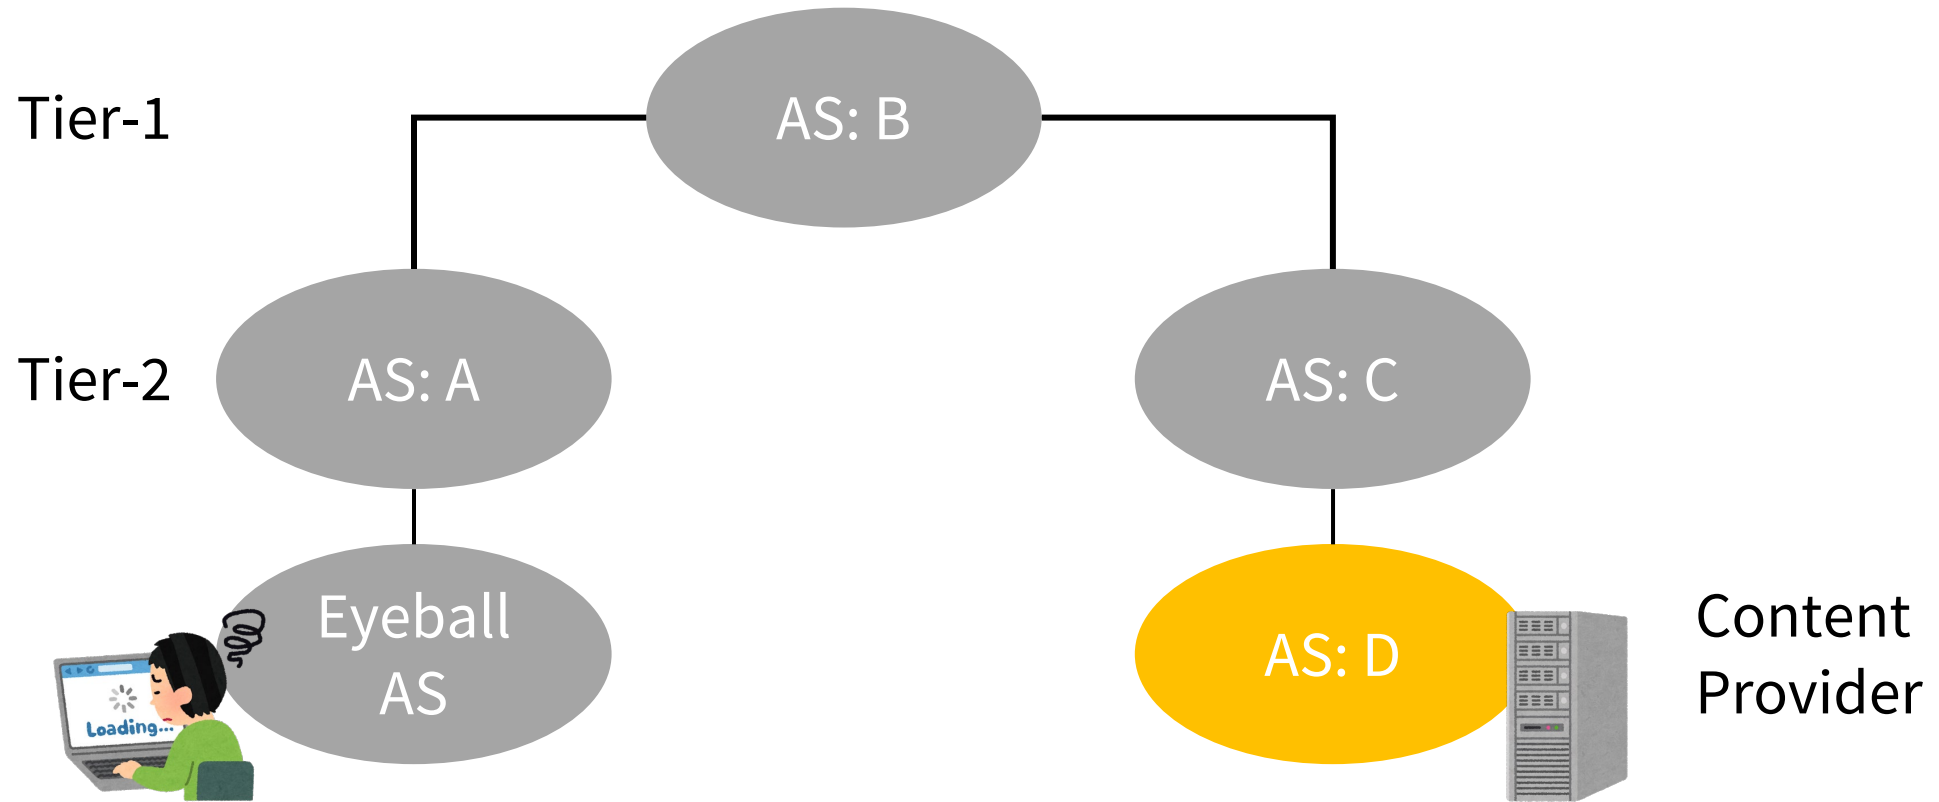 Tier-1
AS: B
Tier-2
AS: A
AS: C
Eyeball
AS
Loading...
AS: D
Content
Provider